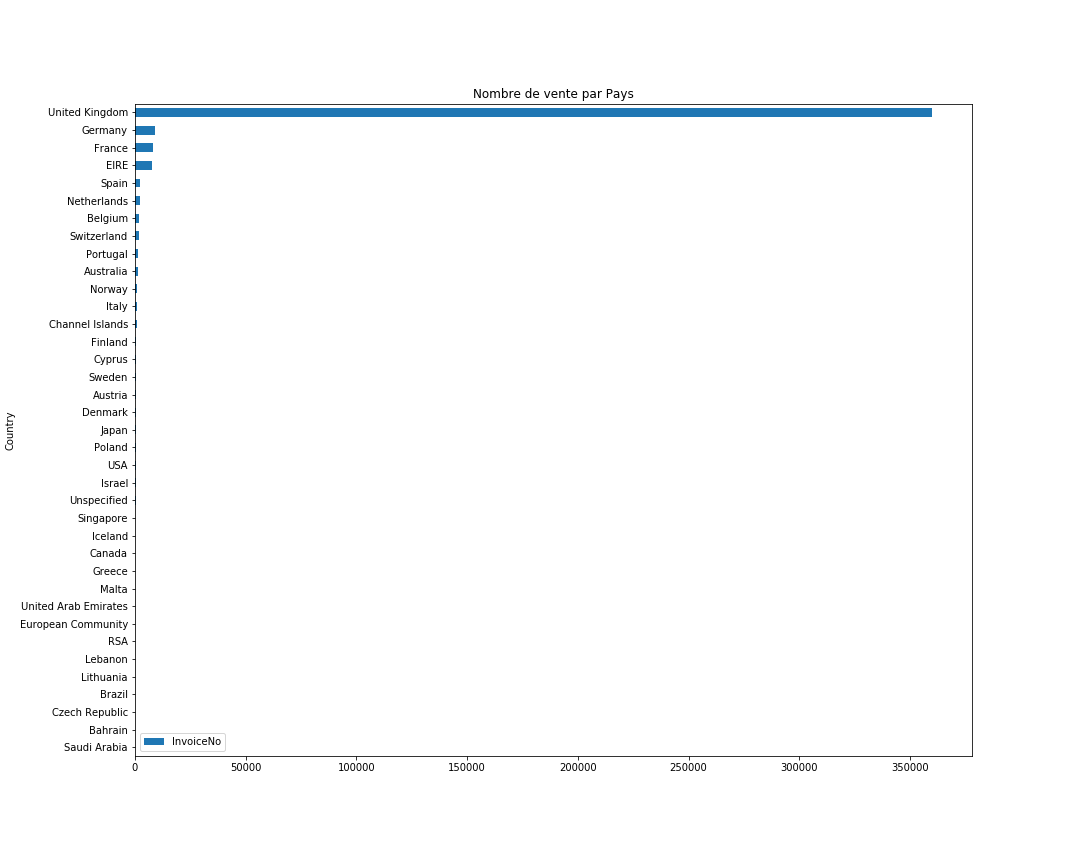 Nombre de vente par Pays
Country
United Kingdom
Germany
France
EIRE
Spain
Netherlands
Belgium
Switzerland
Portugal
Australia
Norway
Italy
Channel Islands
Finland
Cyprus
Sweden
Austria
Denmark
Japan
Poland
USA
Israel
Unspecified
Singapore
Iceland
Canada
Greece
Malta
United Arab Emirates
European Community
RSA
Lebanon
Lithuania
Brazil
Czech Republic
Bahrain
Saudi Arabia
InvoiceNo
0 50000 100000 150000 200000 250000 300000 350000